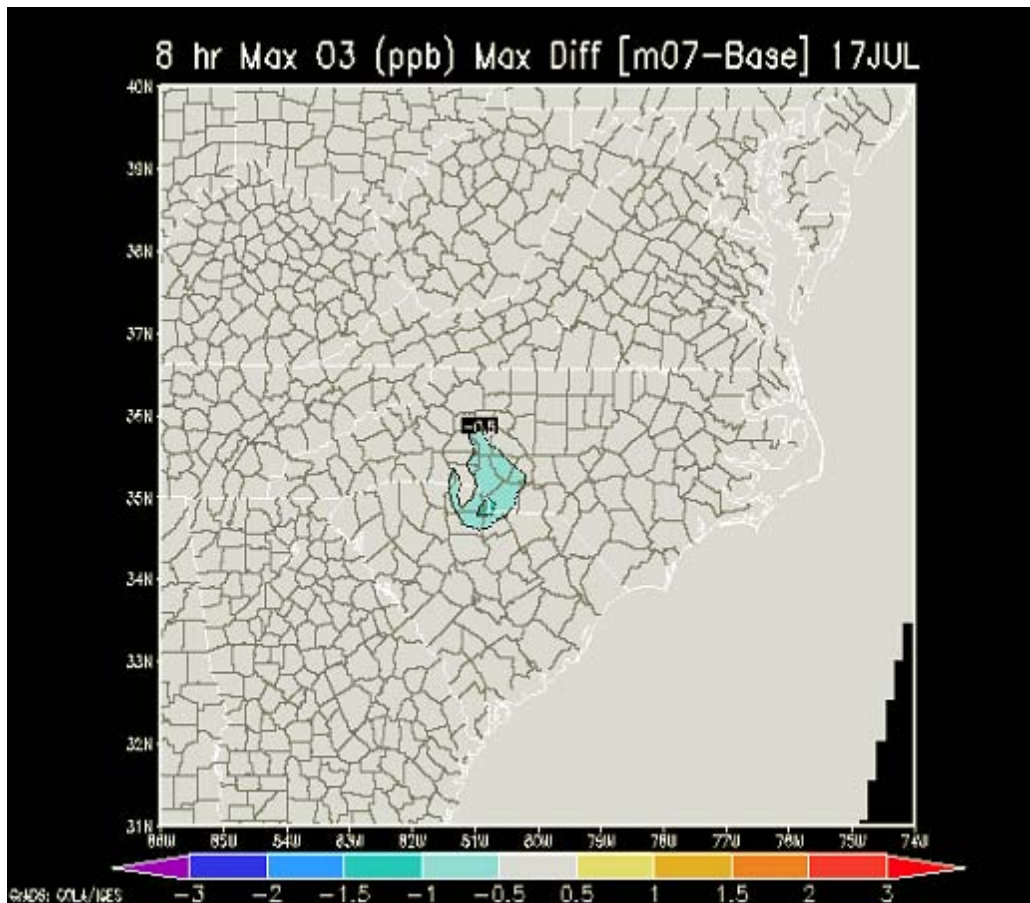 8 hr Max O3 (ppb) Max Diff [m07-Base] 17JUL
40N
39N
38N
37N
36N
35N
34N
33N
32N
31N
-0.5
86W 85W 84W 83W 82W 81W 80W 79W 78W 77W 76W 75W 74W
-3 -2 -1.5 -1 -0.5 0.5 1 1.5 2 3
GRADS: COLA/IGES